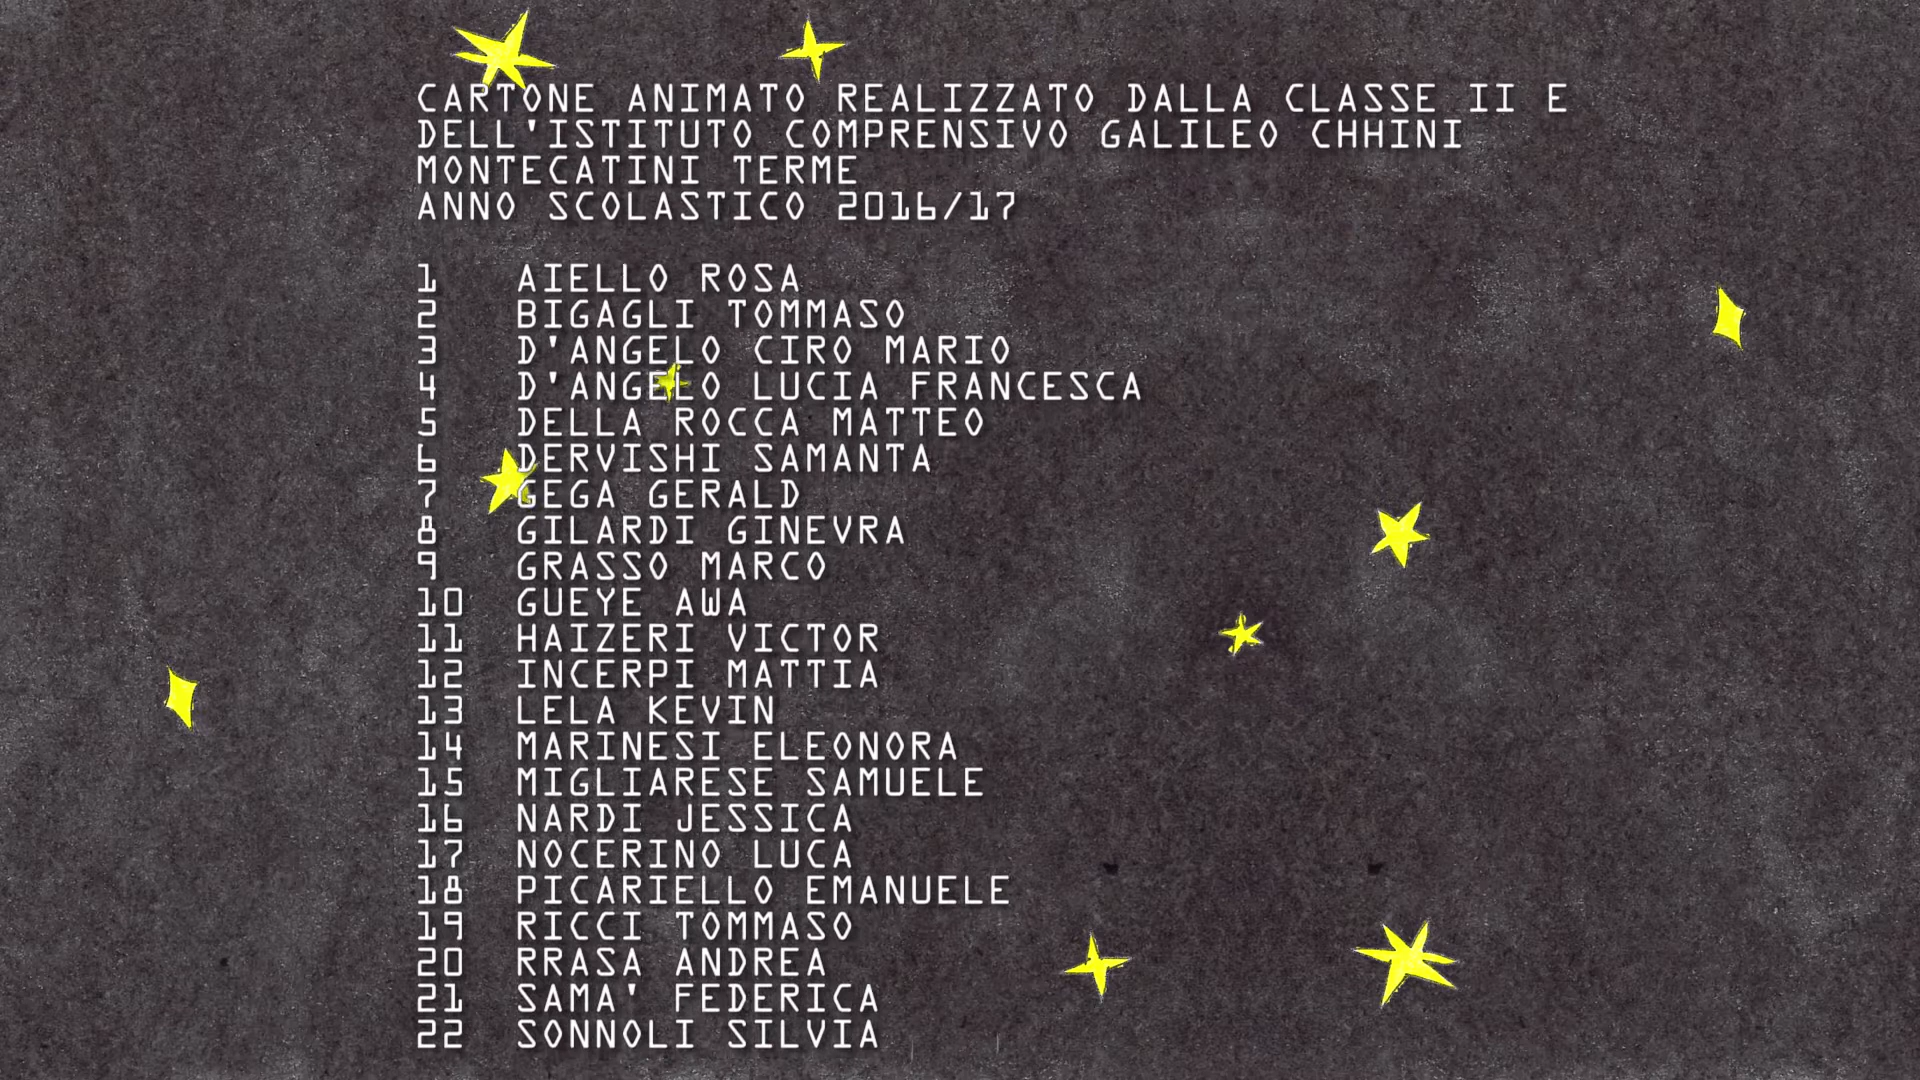 CARTONE ANIMATO REALIZZATO DALLA CLASSE II E
DELL'ISTITUTO COMPRENSIVO GALILEO CHHINI
MONTECATINI TERME
ANNO SCOLASTICO 2016/17
1 AIELLO ROSA
2 BIGAGLI TOMMASO
3 D'ANGELO CIRO MARIO
4 D'ANGELO LUCIA FRANCESCA
5 DELLA ROCCA MATTEO
6 DERVISHI SAMANTA
7 GEGA GERALD
8 GILARDI GINEVRA
9 GRASSO MARCO
10 GUEYE AWA
11 HAIZERI VICTOR
12 INCERPI MATTIA
13 LELA KEVIN
14 MARINESI ELEONORA
15 MIGLIARESE SAMUELE
16 NARDI JESSICA
17 NOCERINO LUCA
18 PICARIELLO EMANUELE
19 RICCI TOMMASO
20 RRASA ANDREA
21 SAMA' FEDERICA
22 SONNOLI SILVIA